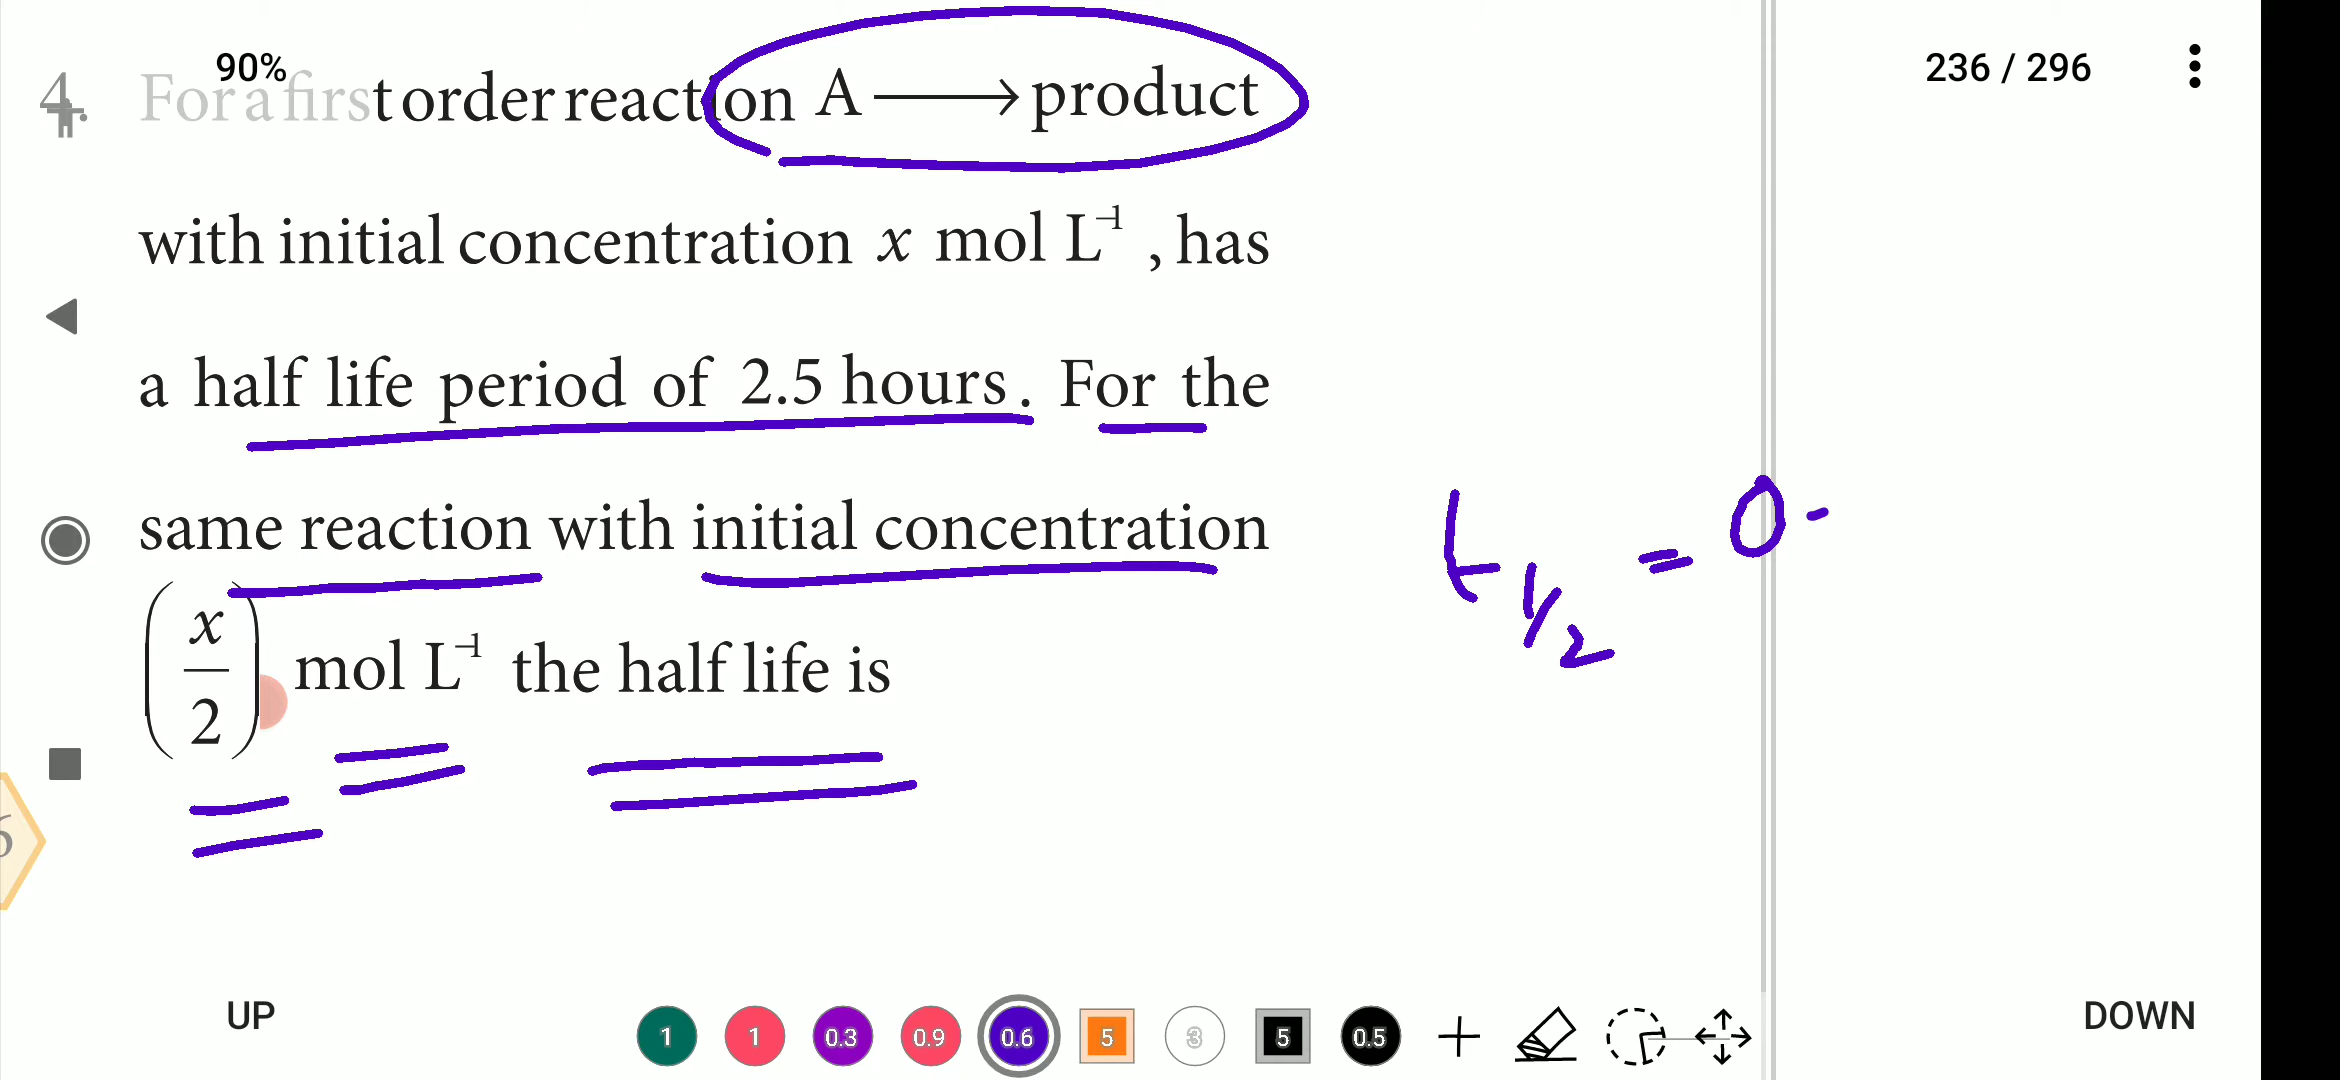 90%
236 / 296
4. For a first order reaction A ⟶ product
with initial concentration x mol L⁻¹ , has
a half life period of 2.5 hours . For the
same reaction with initial concentration
(x/2) mol L⁻¹ the half life is
t 1/2 = 0.
UP
1 1 0.3 0.9 0.6 5 3 5 0.5
DOWN